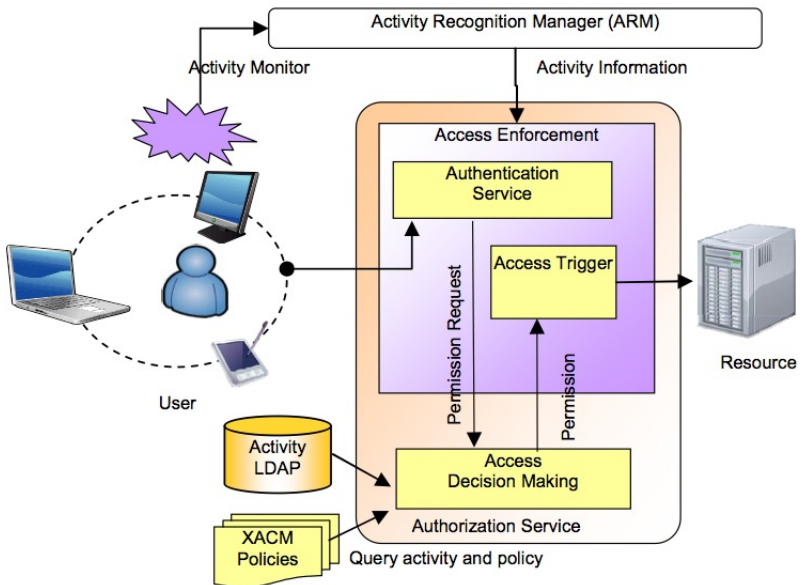 Activity Recognition Manager (ARM)
Activity Monitor
Activity Information
Access Enforcement
Authentication
Service
Access Trigger
Permission Request
Permission
Resource
User
Activity
LDAP
Access
Decision Making
XACM
Policies
Authorization Service
Query activity and policy